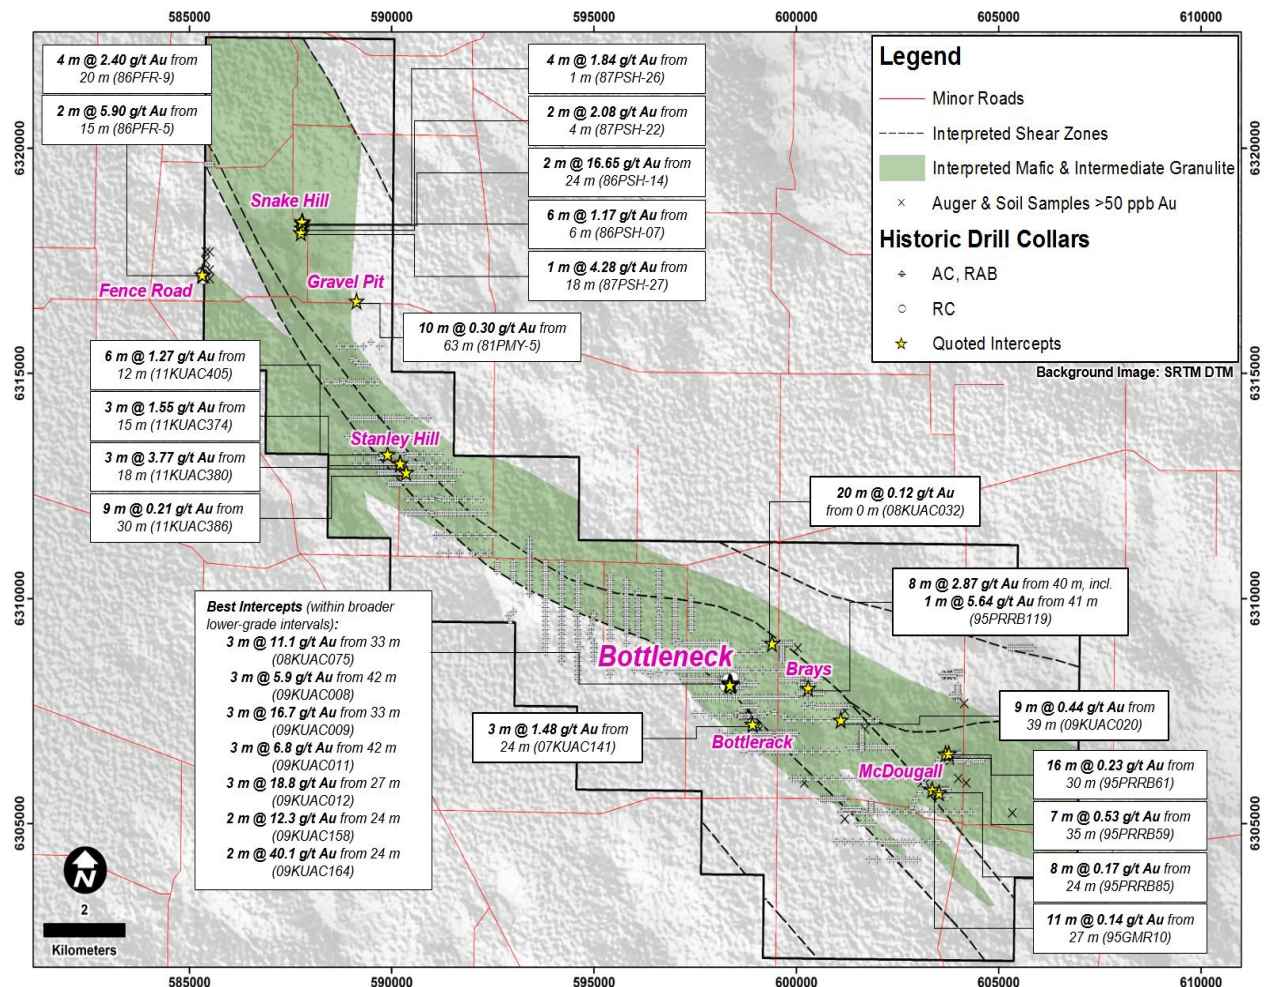 585000
590000
595000
600000
605000
610000
4 m @ 2.40 g/t Au from
20 m (86PFR-9)
2 m @ 5.90 g/t Au from
15 m (86PFR-5)
4 m @ 1.84 g/t Au from
1 m (87PSH-26)
2 m @ 2.08 g/t Au from
4 m (87PSH-22)
2 m @ 16.65 g/t Au from
24 m (86PSH-14)
6 m @ 1.17 g/t Au from
6 m (86PSH-07)
1 m @ 4.28 g/t Au from
18 m (87PSH-27)
Legend
Minor Roads
Interpreted Shear Zones
Interpreted Mafic & Intermediate Granulite
Auger & Soil Samples >50 ppb Au
Historic Drill Collars
AC, RAB
RC
Quoted Intercepts
Background Image: SRTM DTM
6320000
6320000
Snake Hill
Fence Road
Gravel Pit
10 m @ 0.30 g/t Au from
63 m (81PMY-5)
6315000
6315000
6 m @ 1.27 g/t Au from
12 m (11KUAC405)
3 m @ 1.55 g/t Au from
15 m (11KUAC374)
3 m @ 3.77 g/t Au from
18 m (11KUAC380)
9 m @ 0.21 g/t Au from
30 m (11KUAC386)
Stanley Hill
20 m @ 0.12 g/t Au
from 0 m (08KUAC032)
6310000
6310000
8 m @ 2.87 g/t Au from 40 m, incl.
1 m @ 5.64 g/t Au from 41 m
(95PRRB119)
Best Intercepts (within broader
lower-grade intervals):
3 m @ 11.1 g/t Au from 33 m
(08KUAC075)
3 m @ 5.9 g/t Au from 42 m
(09KUAC008)
3 m @ 16.7 g/t Au from 33 m
(09KUAC009)
3 m @ 6.8 g/t Au from 42 m
(09KUAC011)
3 m @ 18.8 g/t Au from 27 m
(09KUAC012)
2 m @ 12.3 g/t Au from 24 m
(09KUAC158)
2 m @ 40.1 g/t Au from 24 m
(09KUAC164)
Bottleneck
Brays
3 m @ 1.48 g/t Au from
24 m (07KUAC141)
Bottlerack
9 m @ 0.44 g/t Au from
39 m (09KUAC020)
McDougall
16 m @ 0.23 g/t Au from
30 m (95PRRB61)
7 m @ 0.53 g/t Au from
35 m (95PRRB59)
8 m @ 0.17 g/t Au from
24 m (95PRRB85)
11 m @ 0.14 g/t Au from
27 m (95GMR10)
6305000
6305000
N
2
Kilometers
585000
590000
595000
600000
605000
610000